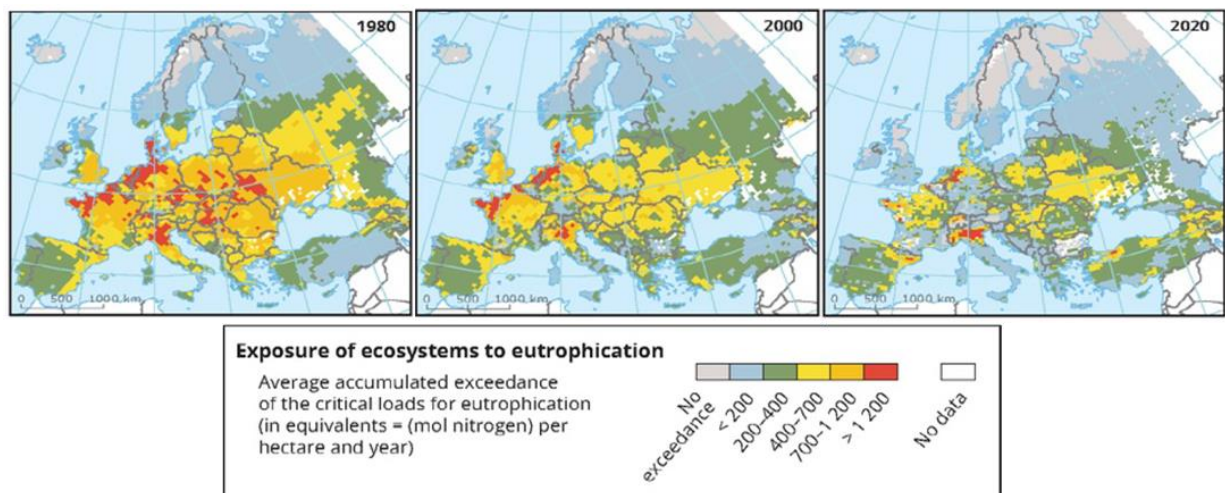 1980
2000
2020
0 500 1000 km
0 500 1000 km
0 500 1000 km
Exposure of ecosystems to eutrophication
Average accumulated exceedance
of the critical loads for eutrophication
(in equivalents = (mol nitrogen) per
hectare and year)
No
exceedance
< 200
200–400
400–700
700–1 200
> 1 200
No data